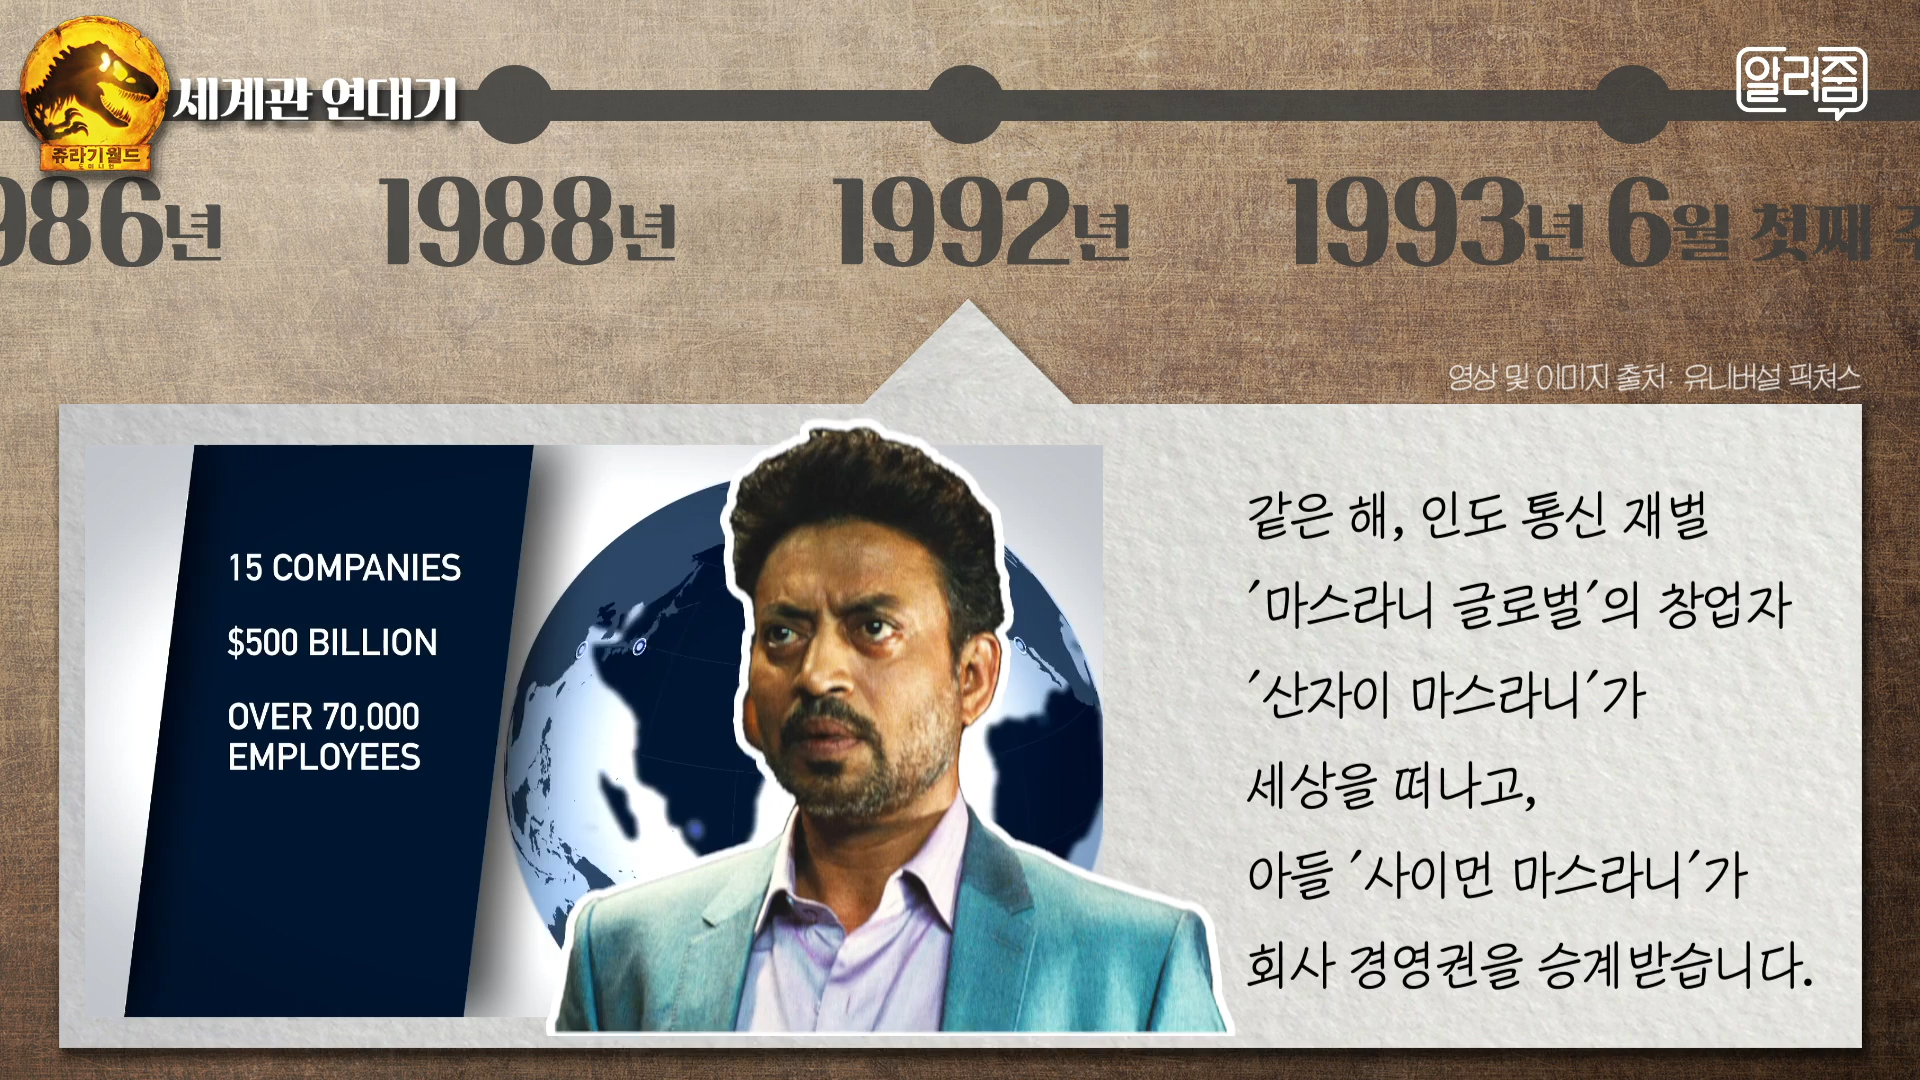 쥬라기월드
도미니언
세계관 연대기
알려줌
986년
1988년
1992년
1993년 6월 첫째 주
영상 및 이미지 출처: 유니버설 픽쳐스
15 COMPANIES
$500 BILLION
OVER 70,000
EMPLOYEES
같은 해, 인도 통신 재벌
'마스라니 글로벌'의 창업자
'산자이 마스라니'가
세상을 떠나고,
아들 '사이먼 마스라니'가
회사 경영권을 승계받습니다.